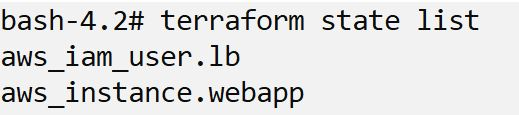 bash-4.2# terraform state list
aws_iam_user.lb
aws_instance.webapp